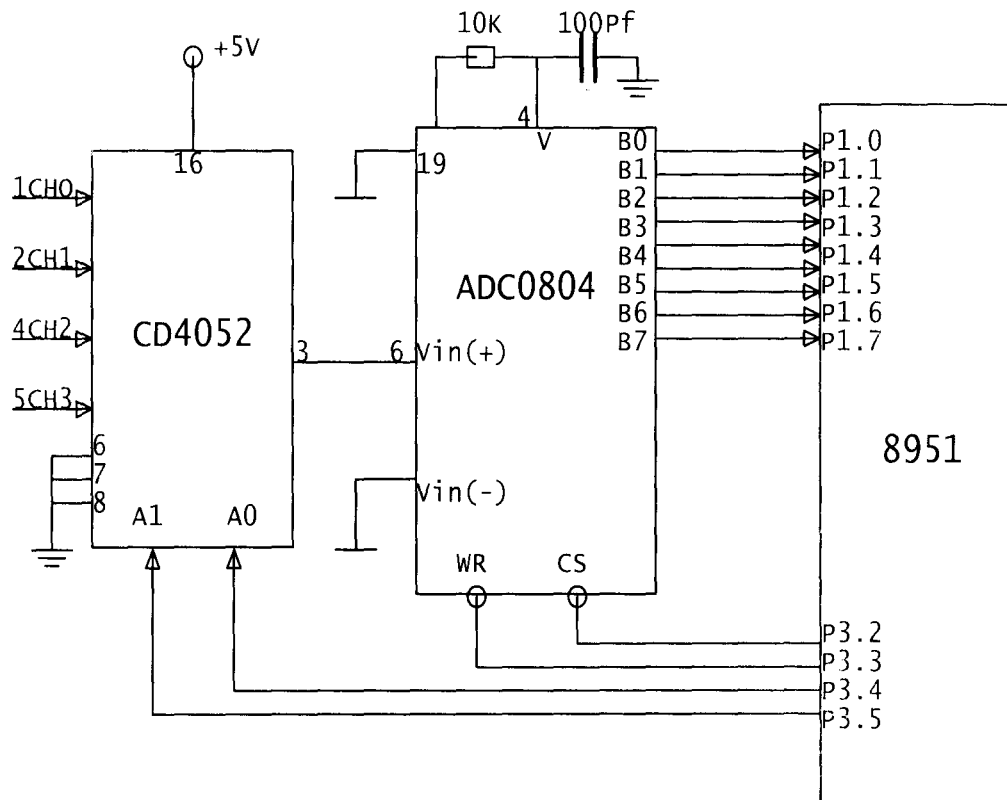 10K
100Pf
+5V
16
1CH0
2CH1
4CH2
5CH3
CD4052
3
6
7
8
A1
A0
4
V
19
ADC0804
6
Vin(+)
Vin(-)
WR
CS
B0
B1
B2
B3
B4
B5
B6
B7
P1.0
P1.1
P1.2
P1.3
P1.4
P1.5
P1.6
P1.7
8951
P3.2
P3.3
P3.4
P3.5